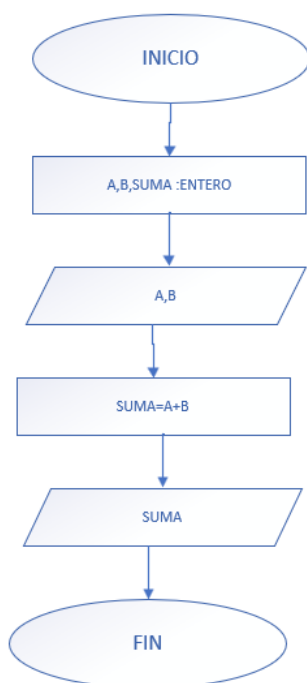 INICIO
A,B,SUMA :ENTERO
A,B
SUMA=A+B
SUMA
FIN